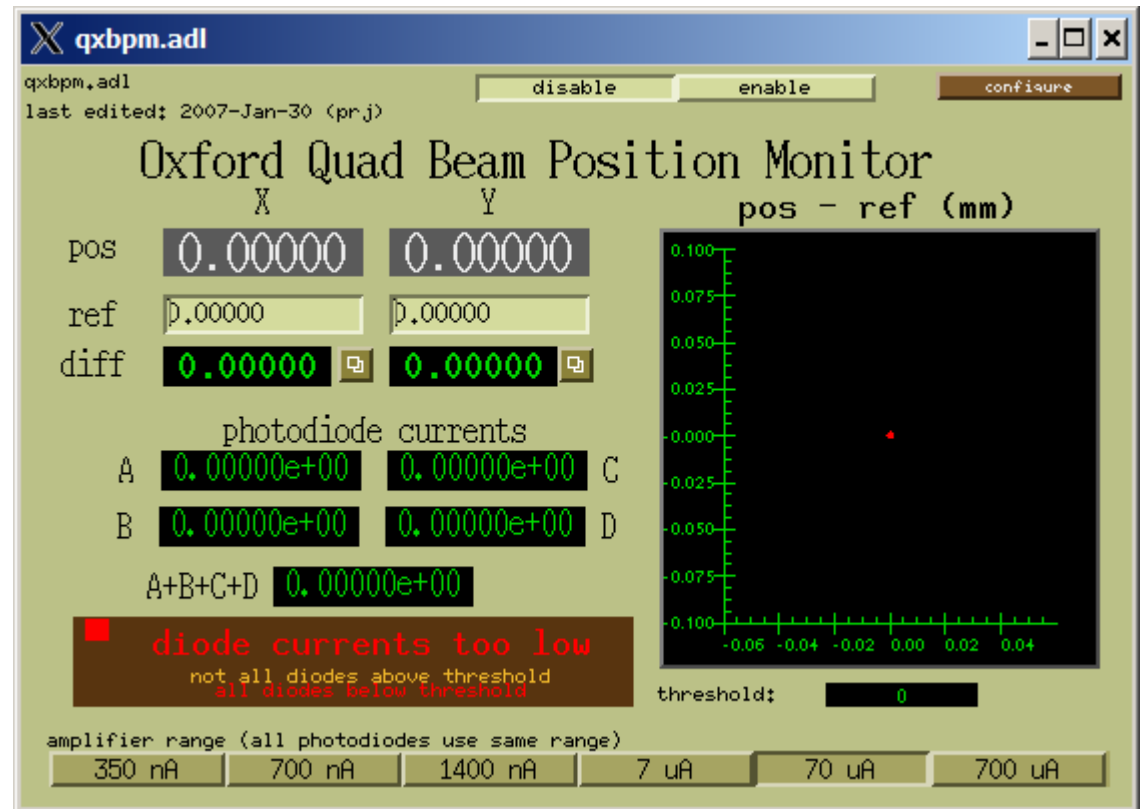 qxbpm.adl
qxbpm.adl
disable enable configure
last edited: 2007-Jan-30 (prj)
Oxford Quad Beam Position Monitor
X Y
pos - ref (mm)
pos 0.00000 0.00000
ref 0.00000 0.00000
diff 0.00000 0.00000
photodiode currents
A 0.00000e+00 0.00000e+00 C
B 0.00000e+00 0.00000e+00 D
A+B+C+D 0.00000e+00
diode currents too low
not all diodes above threshold
all diodes below threshold
0.100
0.075
0.050
0.025
-0.000
-0.025
-0.050
-0.075
-0.100
-0.06 -0.04 -0.02 0.00 0.02 0.04
threshold: 0
amplifier range (all photodiodes use same range)
350 nA 700 nA 1400 nA 7 uA 70 uA 700 uA